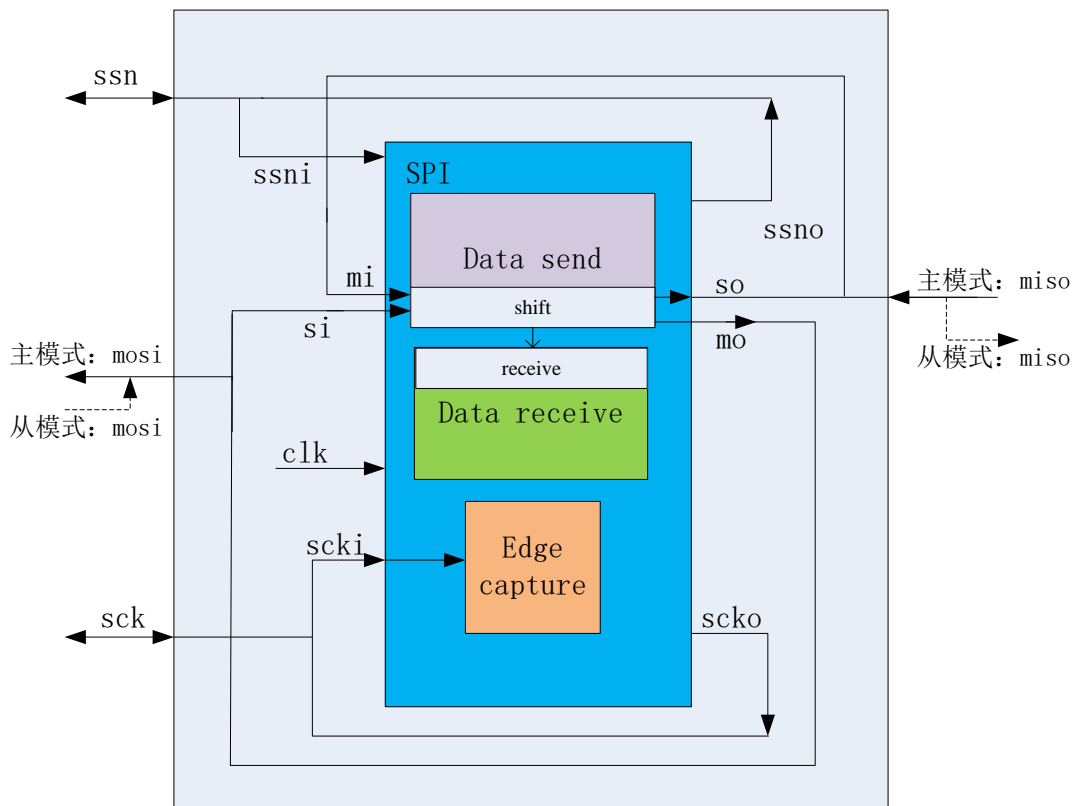 ssn
ssni
SPI
ssno
Data send
mi
so
主模式: miso
shift
si
mo
主模式: mosi
从模式: miso
receive
从模式: mosi
Data receive
clk
scki
Edge
capture
sck
scko